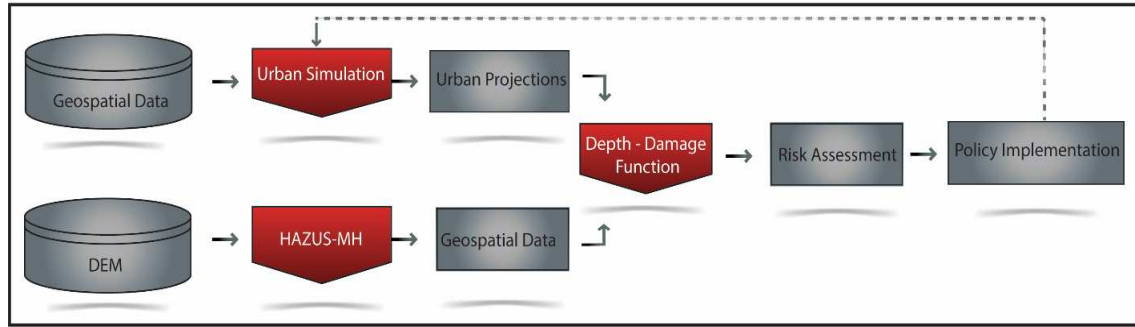 Geospatial Data
Urban Simulation
Urban Projections
Depth - Damage
Function
Risk Assessment
Policy Implementation
DEM
HAZUS-MH
Geospatial Data